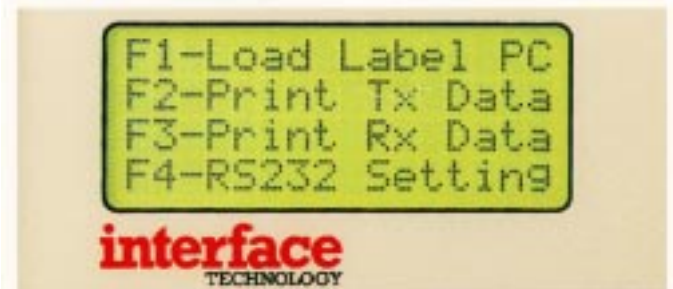 F1-Load Label PC
F2-Print Tx Data
F3-Print Rx Data
F4-RS232 Setting
interface
TECHNOLOGY